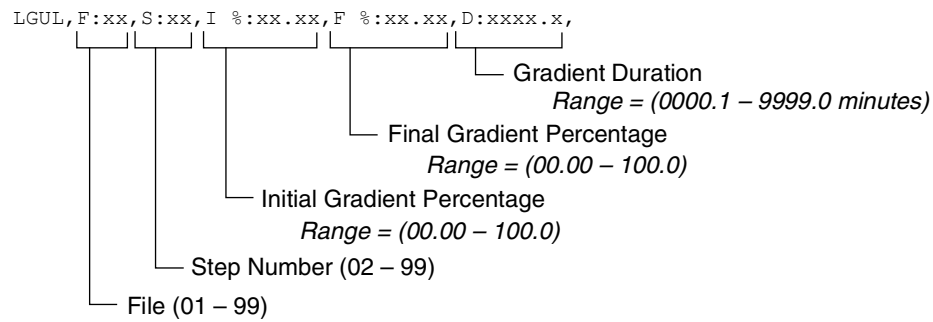 LGUL,F:xx,S:xx,I %:xx.xx,F %:xx.xx,D:xxxx.x,
Gradient Duration
Range = (0000.1 – 9999.0 minutes)
Final Gradient Percentage
Range = (00.00 – 100.0)
Initial Gradient Percentage
Range = (00.00 – 100.0)
Step Number (02 – 99)
File (01 – 99)